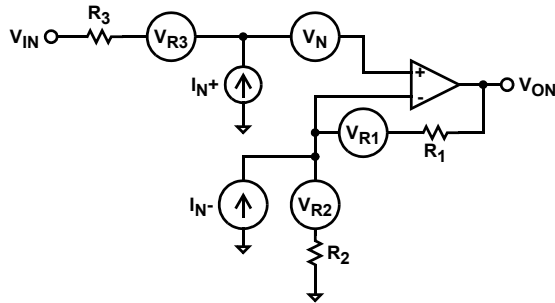 R3
VIN
VR3
VN
IN+
+
-
VON
VR1
R1
IN-
VR2
R2